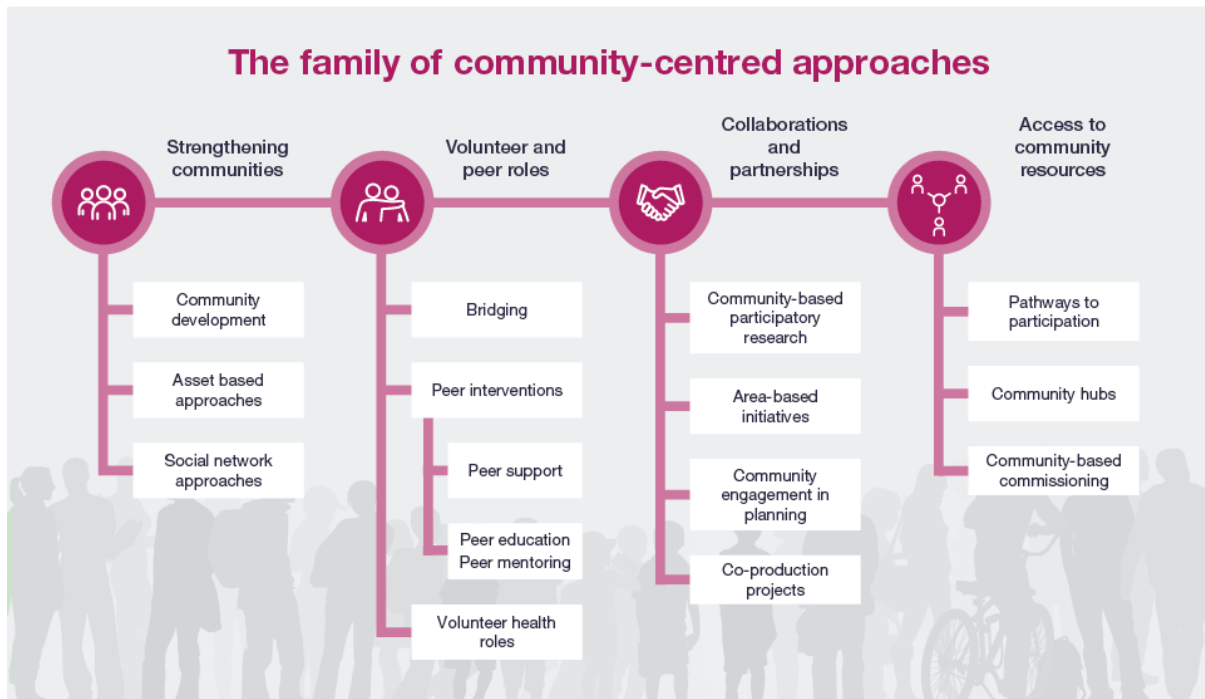 The family of community-centred approaches
Strengthening
communities
Community
development
Asset based
approaches
Social network
approaches
Volunteer and
peer roles
Bridging
Peer interventions
Peer support
Peer education
Peer mentoring
Volunteer health
roles
Collaborations
and
partnerships
Community-based
participatory
research
Area-based
initiatives
Community
engagement in
planning
Co-production
projects
Access to
community
resources
Pathways to
participation
Community hubs
Community-based
commissioning